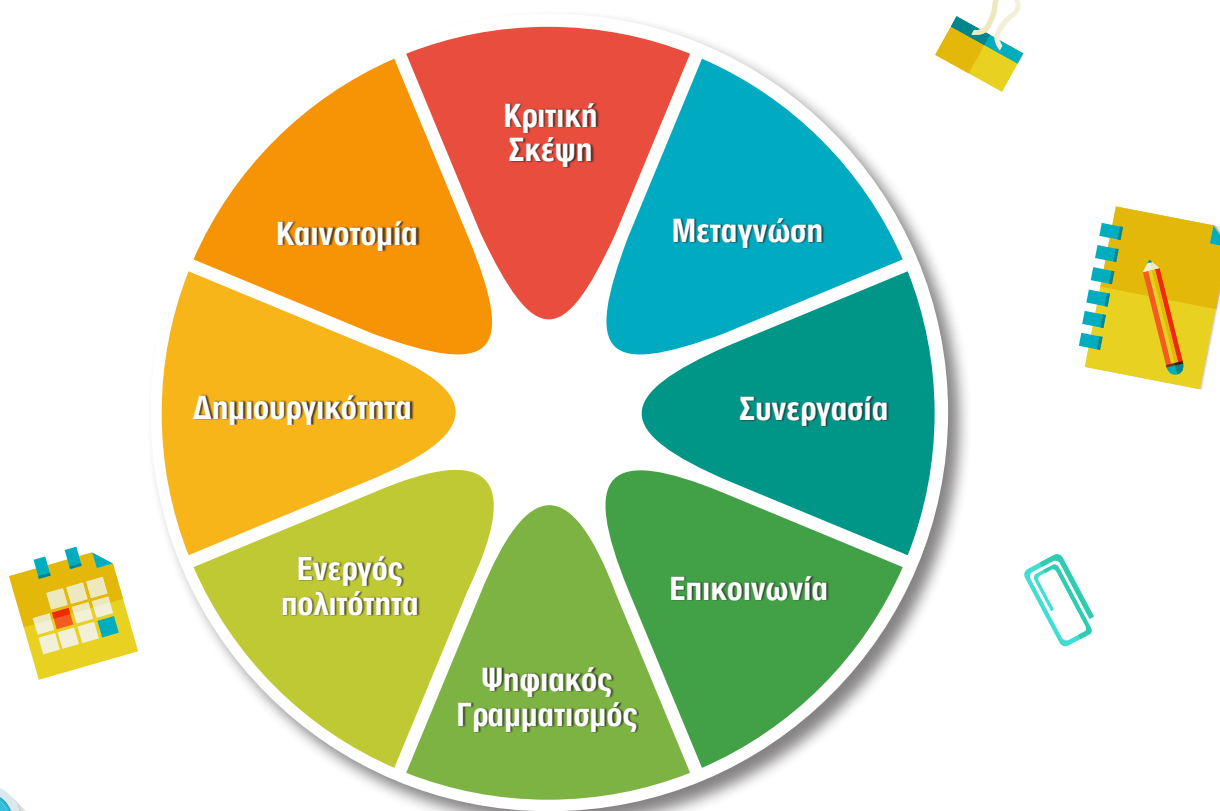 Κριτική
Σκέψη
Μεταγνώση
Συνεργασία
Επικοινωνία
Ψηφιακός
Γραμματισμός
Ενεργός
πολιτότητα
Δημιουργικότητα
Καινοτομία